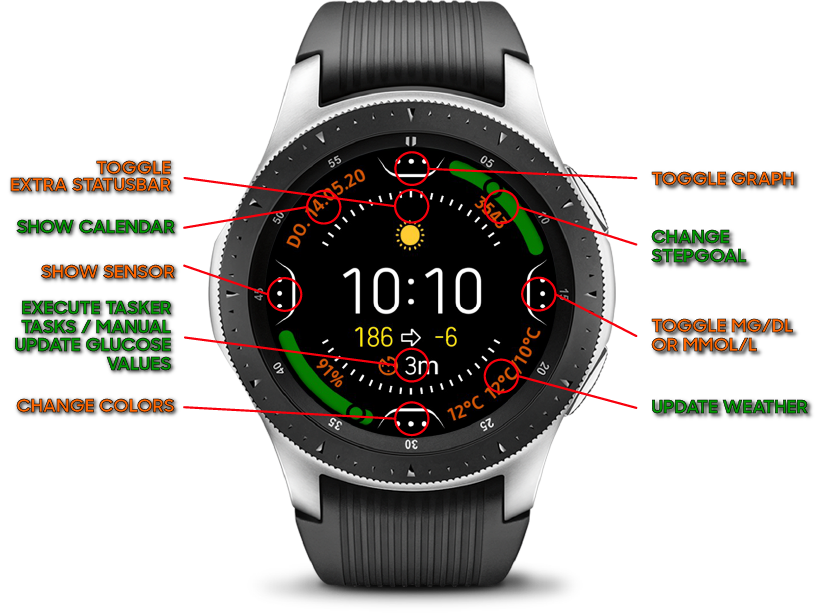 TOGGLE
EXTRA STATUSBAR
SHOW CALENDAR
SHOW SENSOR
EXECUTE TASKER
TASKS / MANUAL
UPDATE GLUCOSE
VALUES
CHANGE COLORS
55
05
50
10
45
15
40
20
35
25
30
DO. 14.05.20
3543
10:10
186 ⇨ -6
3m
91%
12°C 12°C/10°C
TOGGLE GRAPH
CHANGE
STEPGOAL
TOGGLE MG/DL
OR MMOL/L
UPDATE WEATHER